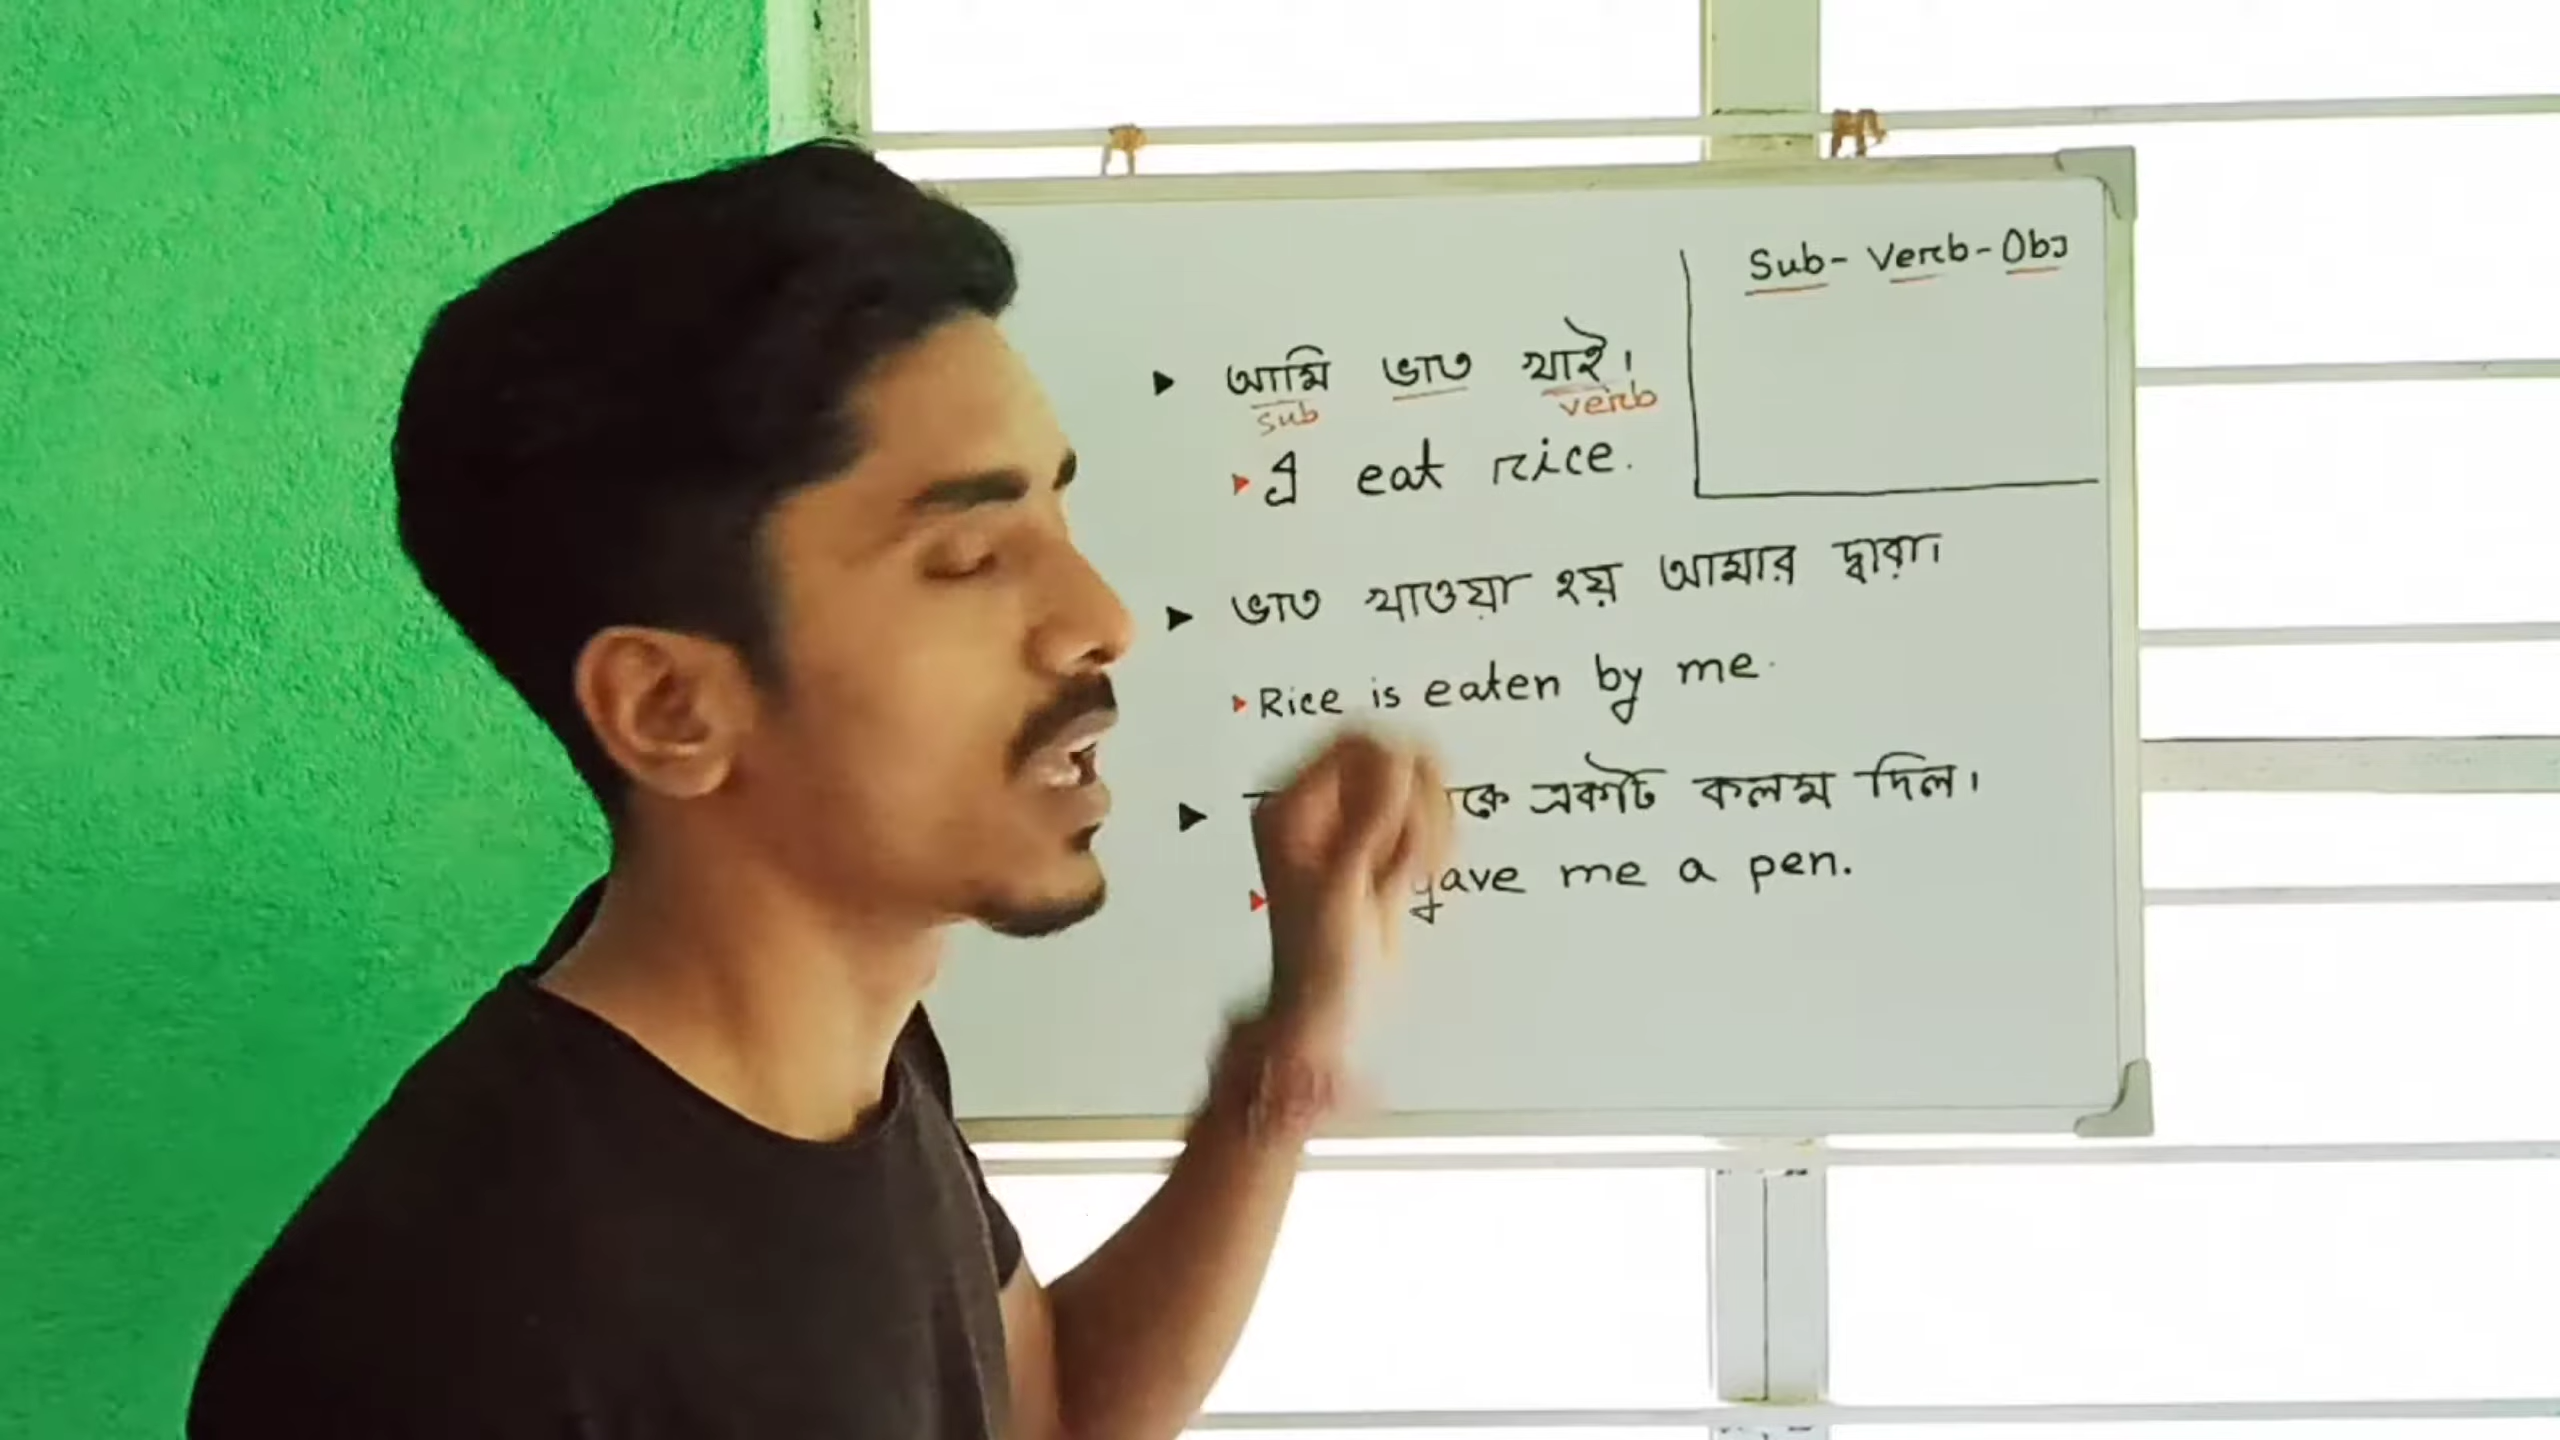 Sub- Verb- Obj
আমি ভাত খাই।
sub verb
I eat rice.
ভাত খাওয়া হয় আমার দ্বারা।
Rice is eaten by me.
একটি কলম দিল।
gave me a pen.